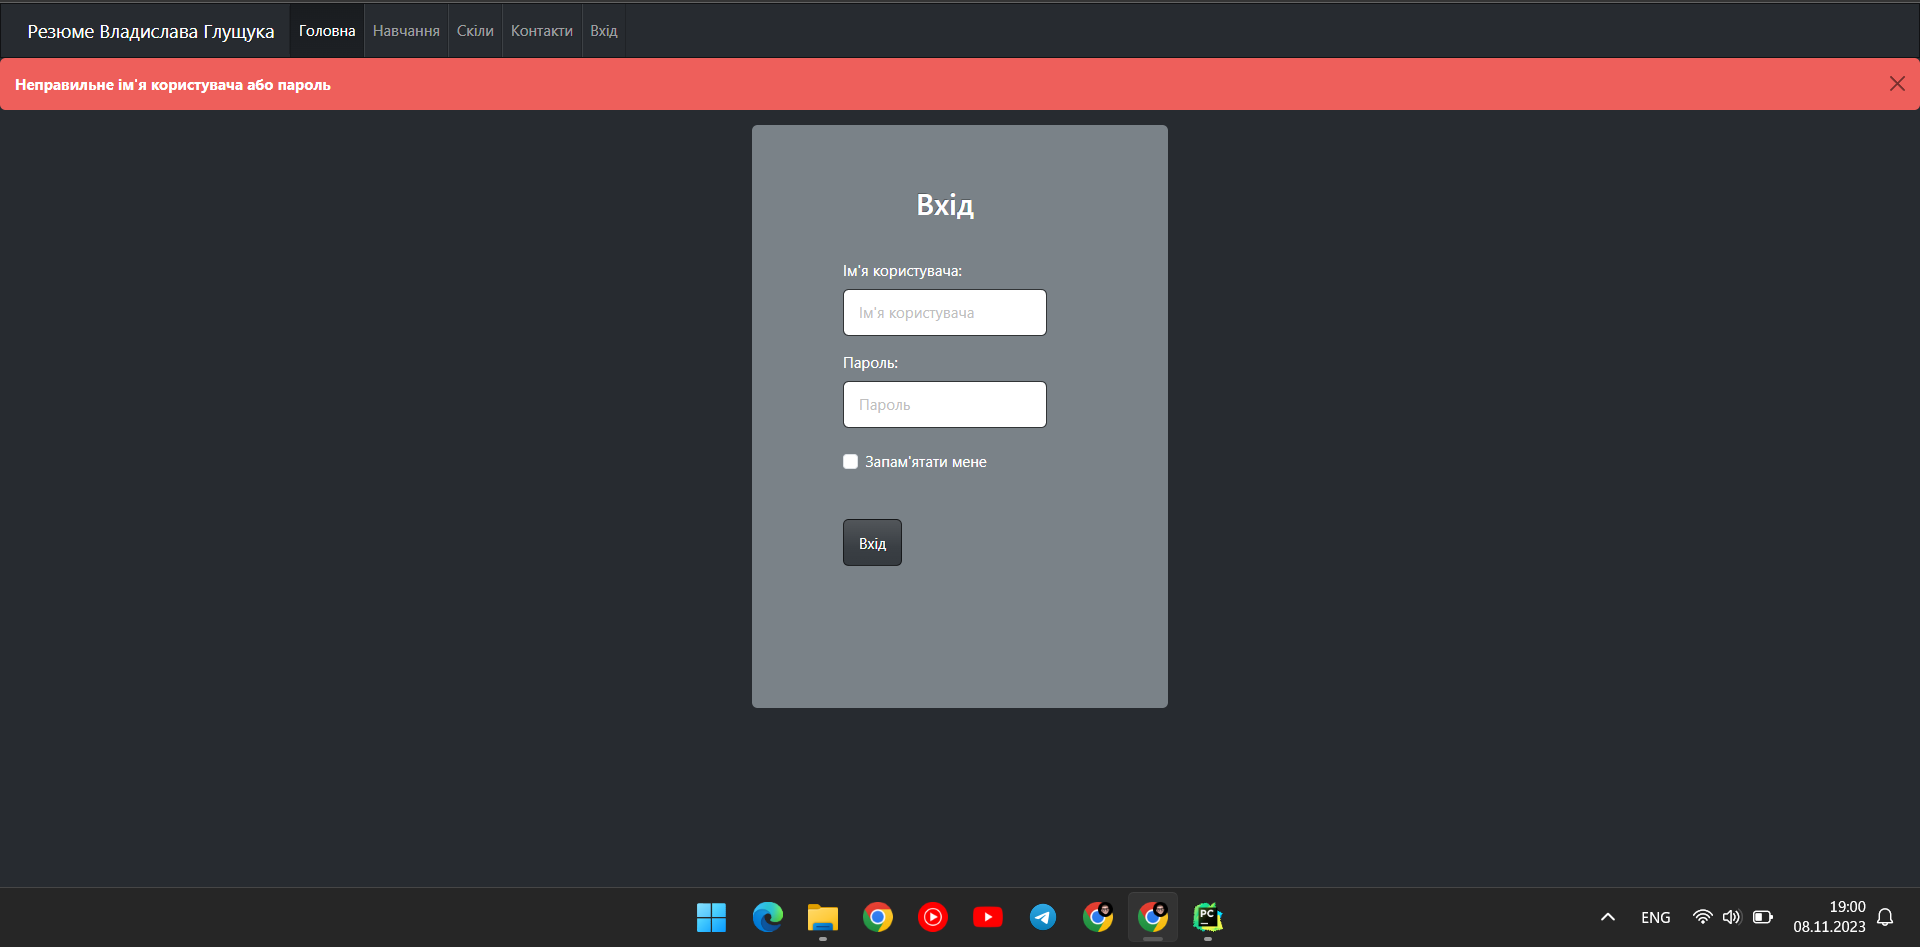 Резюме Владислава Глущука
Головна
Навчання
Скіли
Контакти
Вхід
Неправильне ім'я користувача або пароль
Вхід
Ім'я користувача:
Ім'я користувача
Пароль:
Пароль
Запам'ятати мене
Вхід
PC
ENG
19:00
08.11.2023